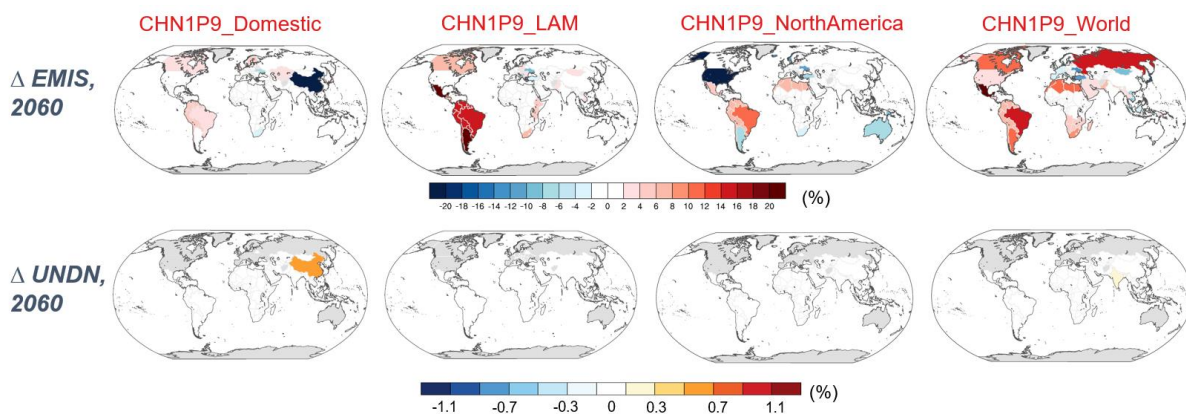 CHN1P9_Domestic CHN1P9_LAM CHN1P9_NorthAmerica CHN1P9_World
Δ EMIS,
2060
-20 -18 -16 -14 -12 -10 -8 -6 -4 -2 0 2 4 6 8 10 12 14 16 18 20 (%)
Δ UNDN,
2060
-1.1 -0.7 -0.3 0 0.3 0.7 1.1 (%)